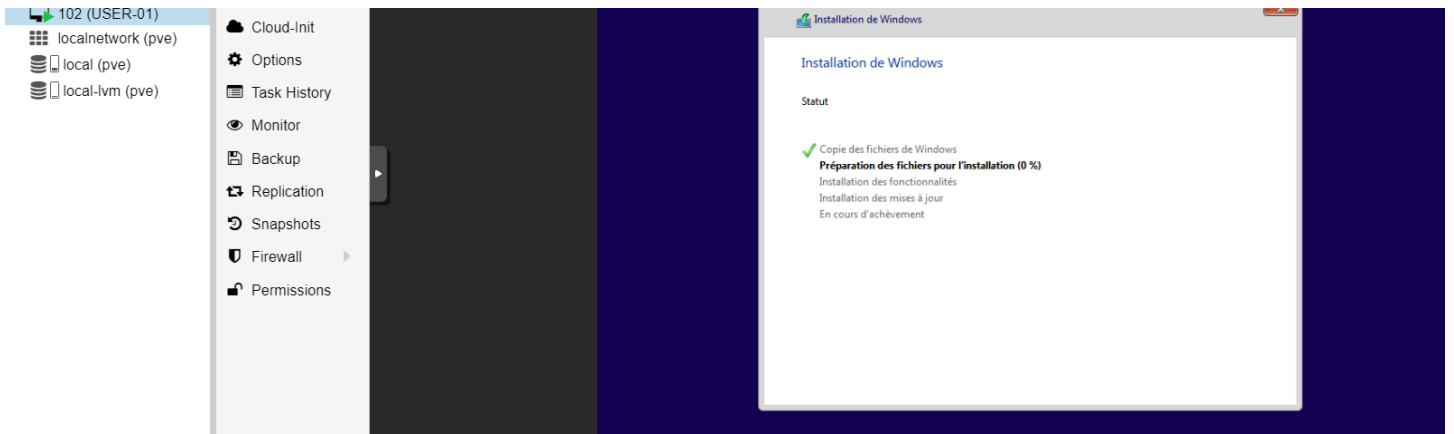 102 (USER-01)
localnetwork (pve)
local (pve)
local-lvm (pve)
Cloud-Init
Options
Task History
Monitor
Backup
Replication
Snapshots
Firewall
Permissions
Installation de Windows
Installation de Windows
Statut
Copie des fichiers de Windows
Préparation des fichiers pour l'installation (0 %)
Installation des fonctionnalités
Installation des mises à jour
En cours d'achèvement